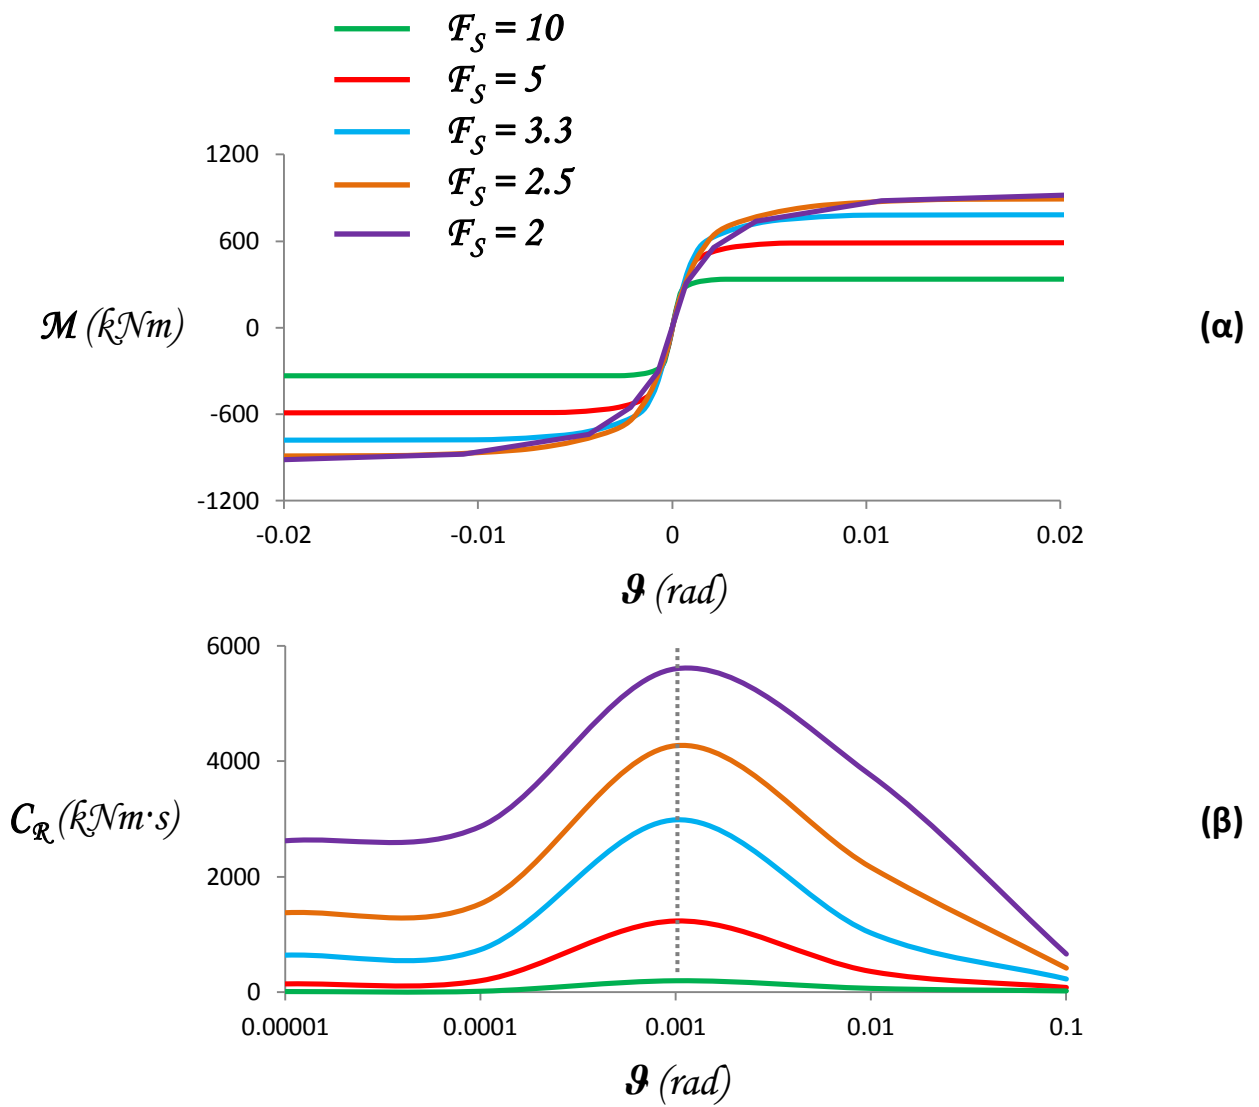 F_S = 10
F_S = 5
F_S = 3.3
F_S = 2.5
F_S = 2
1200
600
0
-600
-1200
M (kNm)
(α)
-0.02 -0.01 0 0.01 0.02
ϑ (rad)
6000
4000
2000
0
C_R (kNm·s)
(β)
0.00001 0.0001 0.001 0.01 0.1
ϑ (rad)